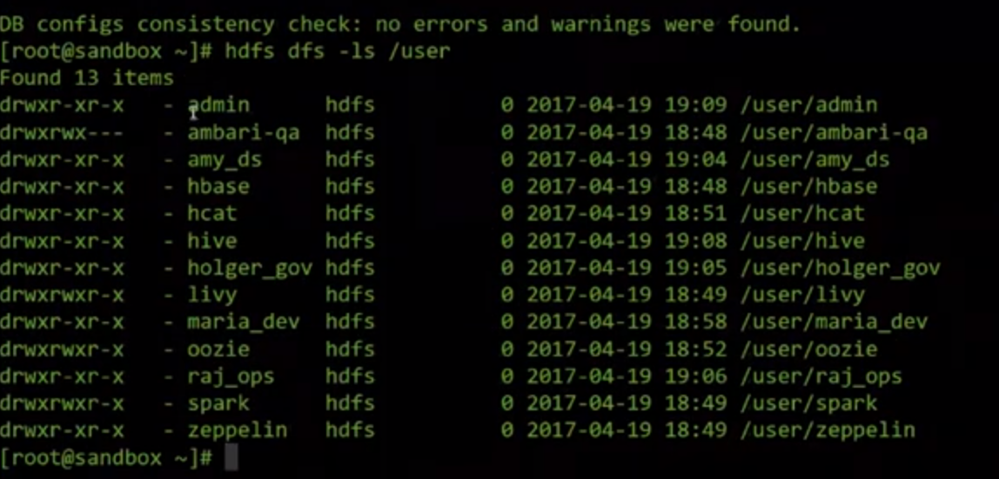 DB configs consistency check: no errors and warnings were found.
[root@sandbox ~]# hdfs dfs -ls /user
Found 13 items
drwxr-xr-x   - admin      hdfs          0 2017-04-19 19:09 /user/admin
drwxrwx---   - ambari-qa  hdfs          0 2017-04-19 18:48 /user/ambari-qa
drwxr-xr-x   - amy_ds     hdfs          0 2017-04-19 19:04 /user/amy_ds
drwxr-xr-x   - hbase      hdfs          0 2017-04-19 18:48 /user/hbase
drwxr-xr-x   - hcat       hdfs          0 2017-04-19 18:51 /user/hcat
drwxr-xr-x   - hive       hdfs          0 2017-04-19 19:08 /user/hive
drwxr-xr-x   - holger_gov hdfs          0 2017-04-19 19:05 /user/holger_gov
drwxrwxr-x   - livy       hdfs          0 2017-04-19 18:49 /user/livy
drwxr-xr-x   - maria_dev  hdfs          0 2017-04-19 18:58 /user/maria_dev
drwxrwxr-x   - oozie      hdfs          0 2017-04-19 18:52 /user/oozie
drwxr-xr-x   - raj_ops    hdfs          0 2017-04-19 19:06 /user/raj_ops
drwxrwxr-x   - spark      hdfs          0 2017-04-19 18:49 /user/spark
drwxr-xr-x   - zeppelin   hdfs          0 2017-04-19 18:49 /user/zeppelin
[root@sandbox ~]#